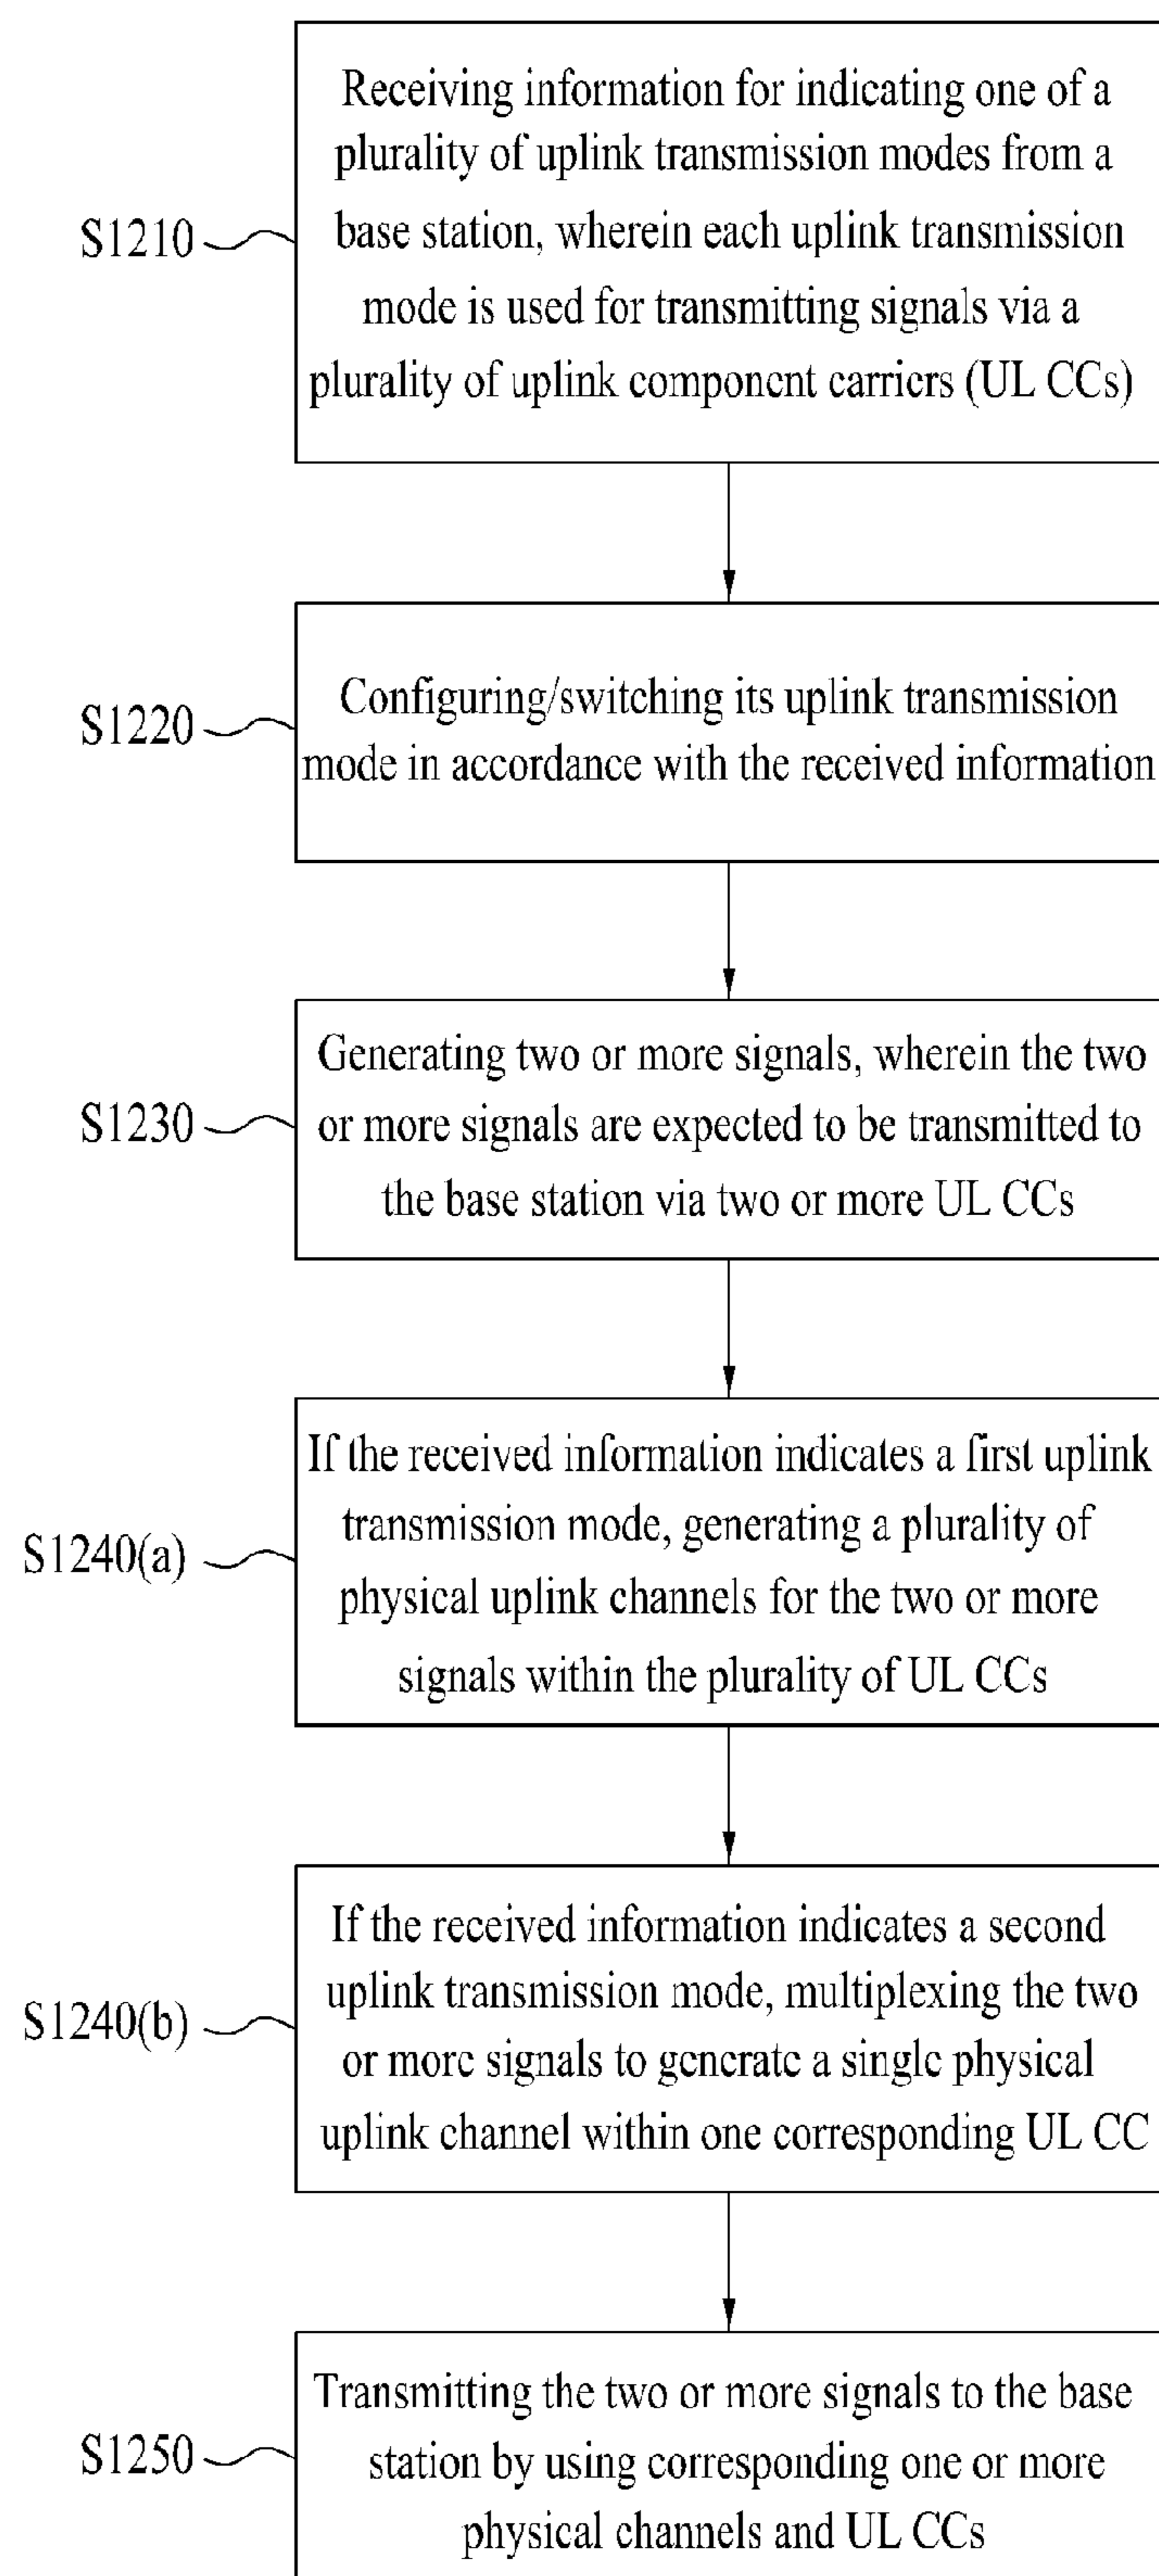 Receiving information for indicating one of a
plurality of uplink transmission modes from a
S1210
base station, wherein each uplink transmission
mode is used for transmitting signals via a
plurality of uplink component carriers (UL CCs)
Configuring/switching its uplink transmission
S1220
mode in accordance with the received information
Generating two or more signals, wherein the two
S1230
or more signals are expected to be transmitted to
the base station via two or more UL CCs
If the received information indicates a first uplink
transmission mode, generating a plurality of
S1240(a)
physical uplink channels for the two or more
signals within the plurality of UL CCs
If the received information indicates a second
uplink transmission mode, multiplexing the two
S1240(b)
or more signals to generate a single physical
uplink channel within one corresponding UL CC
Transmitting the two or more signals to the base
S1250
station by using corresponding one or more
physical channels and UL CCs